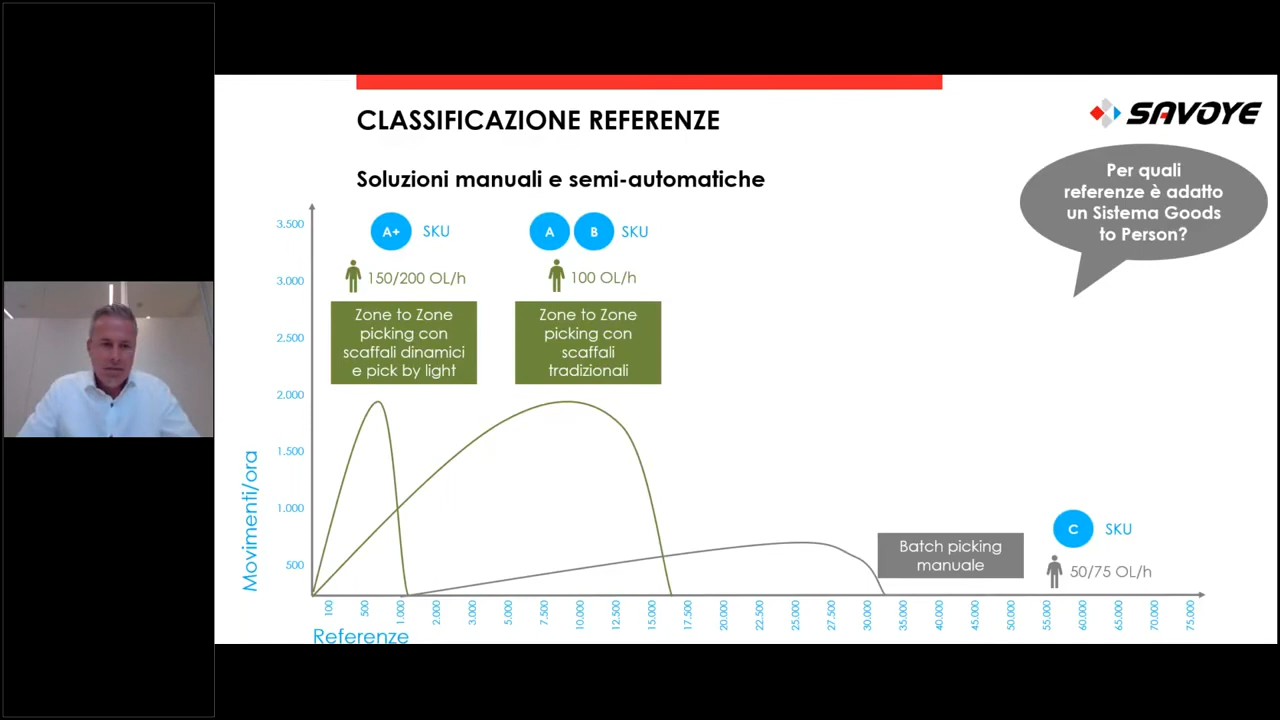 CLASSIFICAZIONE REFERENZE
SAVOYE
Soluzioni manuali e semi-automatiche
Per quali
referenze è adatto
un Sistema Goods
to Person?
A+ SKU
A B SKU
150/200 OL/h
100 OL/h
Zone to Zone
picking con
scaffali dinamici
e pick by light
Zone to Zone
picking con
scaffali
tradizionali
3.500
3.000
2.500
2.000
1.500
1.000
500
Movimenti/ora
Batch picking
manuale
C SKU
50/75 OL/h
100 500 1.000 2.000 3.000 5.000 7.500 10.000 12.500 15.000 17.500 20.000 22.500 25.000 27.500 30.000 35.000 40.000 45.000 50.000 55.000 60.000 65.000 70.000 75.000
Referenze